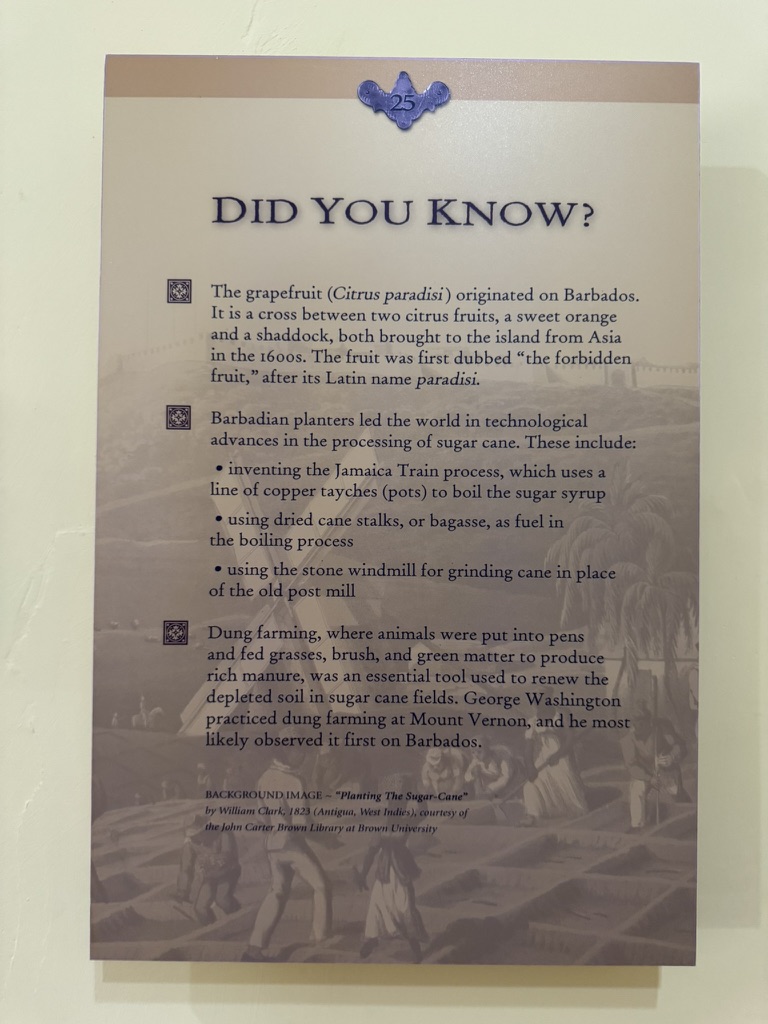 25
DID YOU KNOW?
The grapefruit (Citrus paradisi) originated on Barbados.
It is a cross between two citrus fruits, a sweet orange
and a shaddock, both brought to the island from Asia
in the 1600s. The fruit was first dubbed “the forbidden
fruit,” after its Latin name paradisi.
Barbadian planters led the world in technological
advances in the processing of sugar cane. These include:
• inventing the Jamaica Train process, which uses a
line of copper tayches (pots) to boil the sugar syrup
• using dried cane stalks, or bagasse, as fuel in
the boiling process
• using the stone windmill for grinding cane in place
of the old post mill
Dung farming, where animals were put into pens
and fed grasses, brush, and green matter to produce
rich manure, was an essential tool used to renew the
depleted soil in sugar cane fields. George Washington
practiced dung farming at Mount Vernon, and he most
likely observed it first on Barbados.
BACKGROUND IMAGE ~ "Planting The Sugar-Cane"
by William Clark, 1823 (Antigua, West Indies), courtesy of
the John Carter Brown Library at Brown University